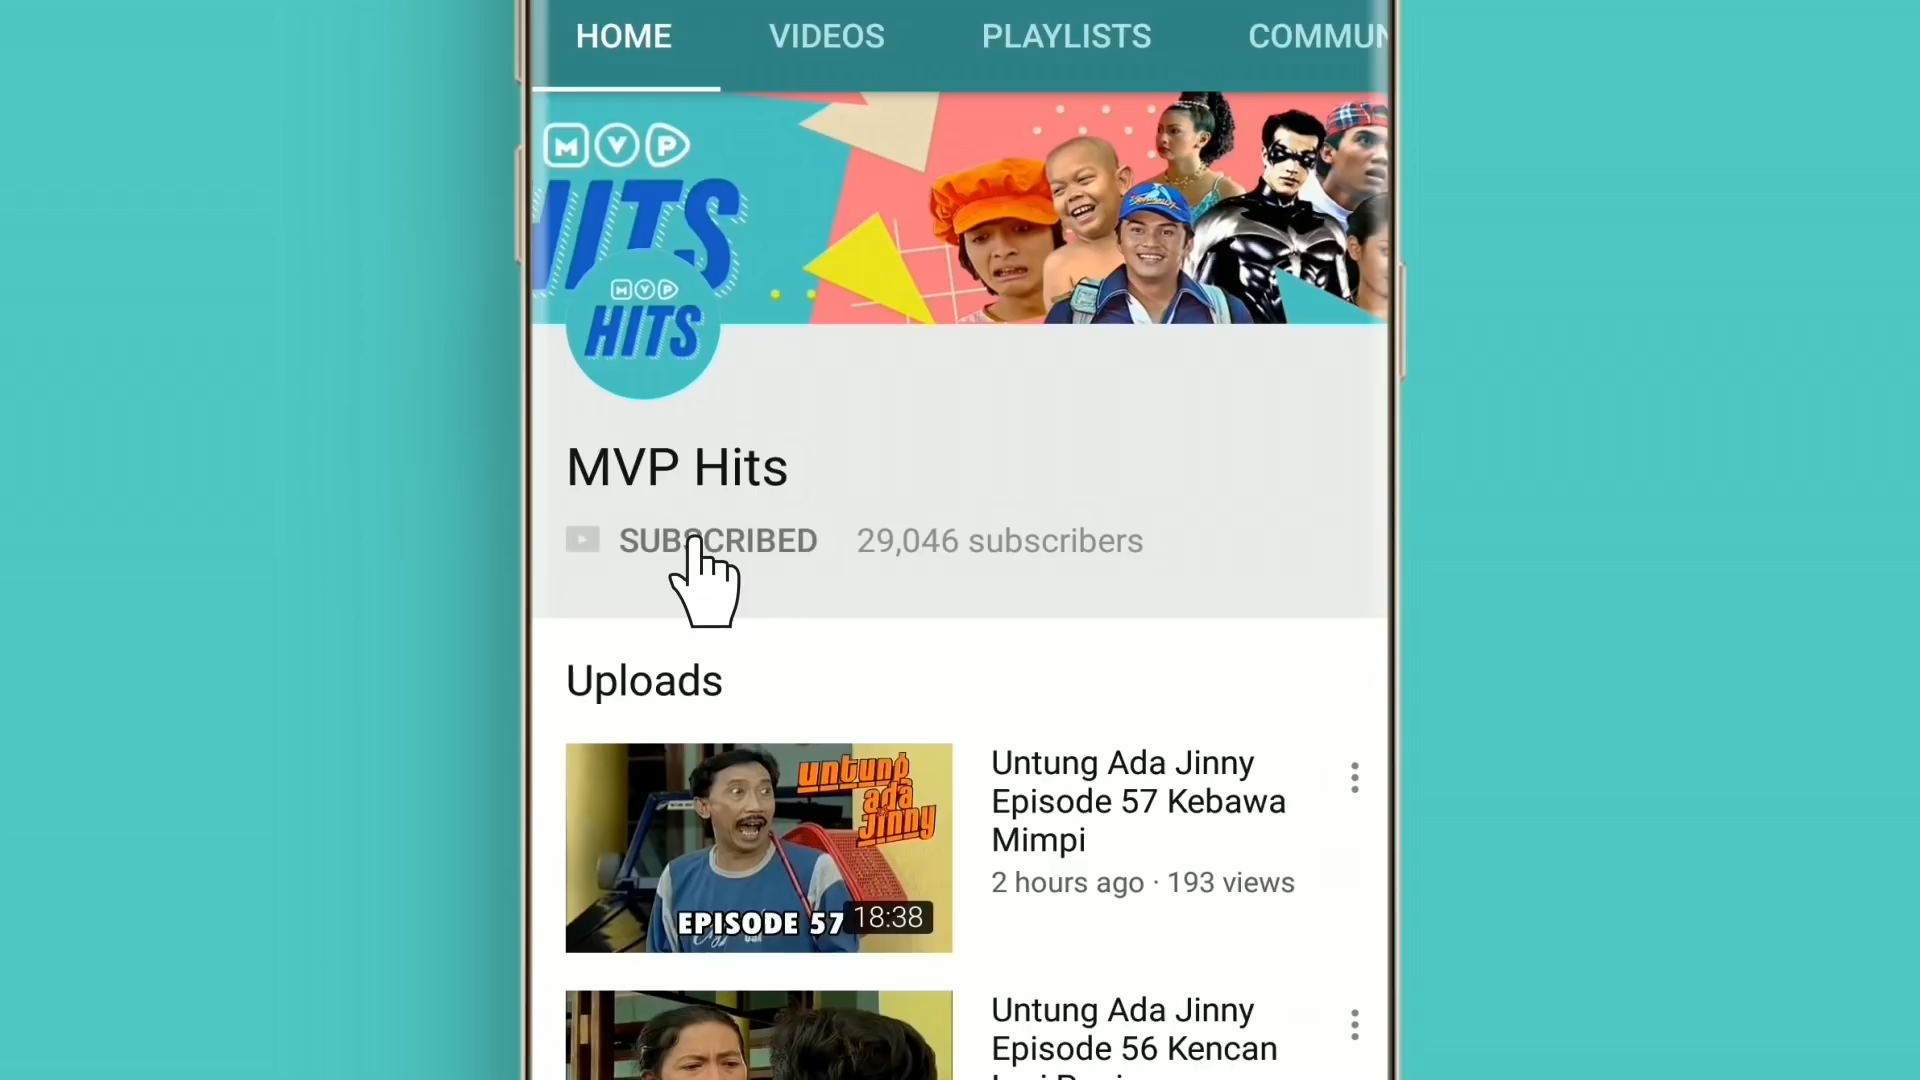 HOME VIDEOS PLAYLISTS COMMUN
MVP
HITS
MVP
HITS
MVP Hits
SUBSCRIBED 29,046 subscribers
Uploads
untung
ada
jinny
EPISODE 57 18:38
Untung Ada Jinny
Episode 57 Kebawa
Mimpi
2 hours ago · 193 views
Untung Ada Jinny
Episode 56 Kencan